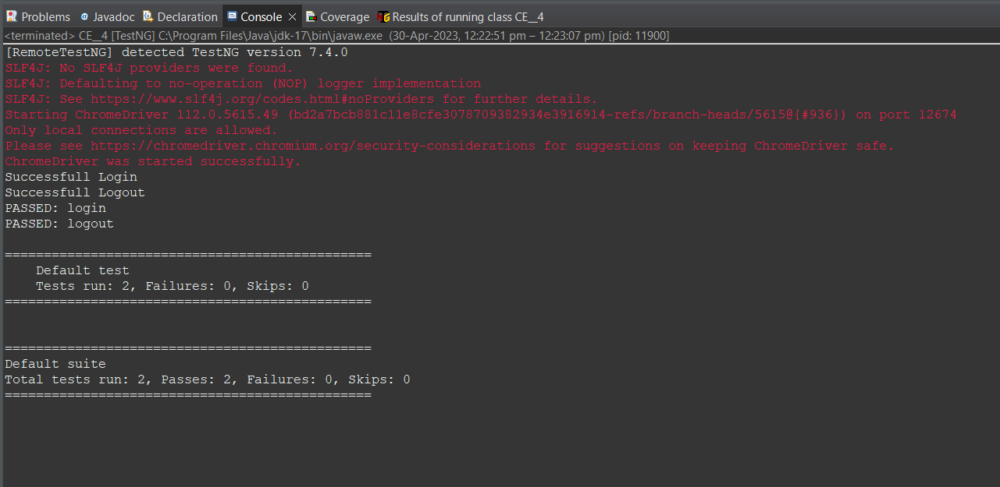 Problems Javadoc Declaration Console Coverage Results of running class CE__4
<terminated> CE__4 [TestNG] C:\Program Files\Java\jdk-17\bin\javaw.exe (30-Apr-2023, 12:22:51 pm – 12:23:07 pm) [pid: 11900]
[RemoteTestNG] detected TestNG version 7.4.0
SLF4J: No SLF4J providers were found.
SLF4J: Defaulting to no-operation (NOP) logger implementation
SLF4J: See https://www.slf4j.org/codes.html#noProviders for further details.
Starting ChromeDriver 112.0.5615.49 (bd2a7bcb881c11e8cfe3078709382934e3916914-refs/branch-heads/5615@{#936}) on port 12674
Only local connections are allowed.
Please see https://chromedriver.chromium.org/security-considerations for suggestions on keeping ChromeDriver safe.
ChromeDriver was started successfully.
Successfull Login
Successfull Logout
PASSED: login
PASSED: logout
===============================================
Default test
Tests run: 2, Failures: 0, Skips: 0
===============================================
===============================================
Default suite
Total tests run: 2, Passes: 2, Failures: 0, Skips: 0
===============================================